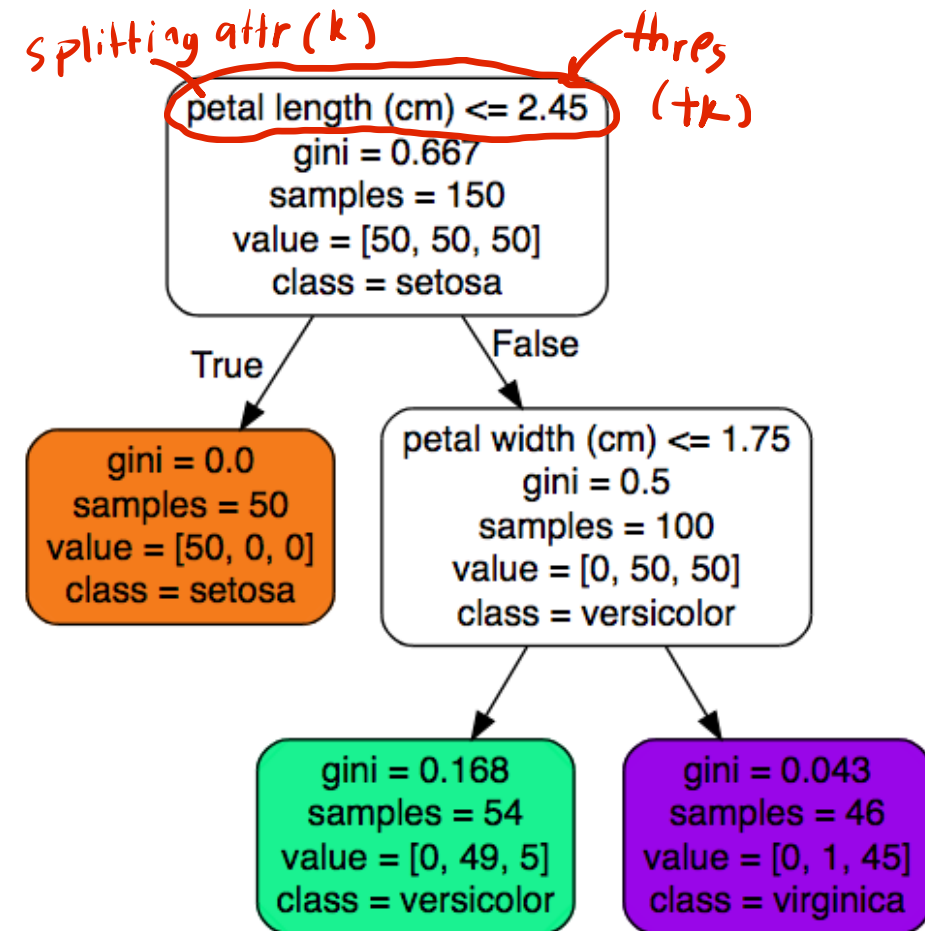 splitting attr (k)
thres
(tk)
petal length (cm) <= 2.45
gini = 0.667
samples = 150
value = [50, 50, 50]
class = setosa
True
False
gini = 0.0
samples = 50
value = [50, 0, 0]
class = setosa
petal width (cm) <= 1.75
gini = 0.5
samples = 100
value = [0, 50, 50]
class = versicolor
gini = 0.168
samples = 54
value = [0, 49, 5]
class = versicolor
gini = 0.043
samples = 46
value = [0, 1, 45]
class = virginica